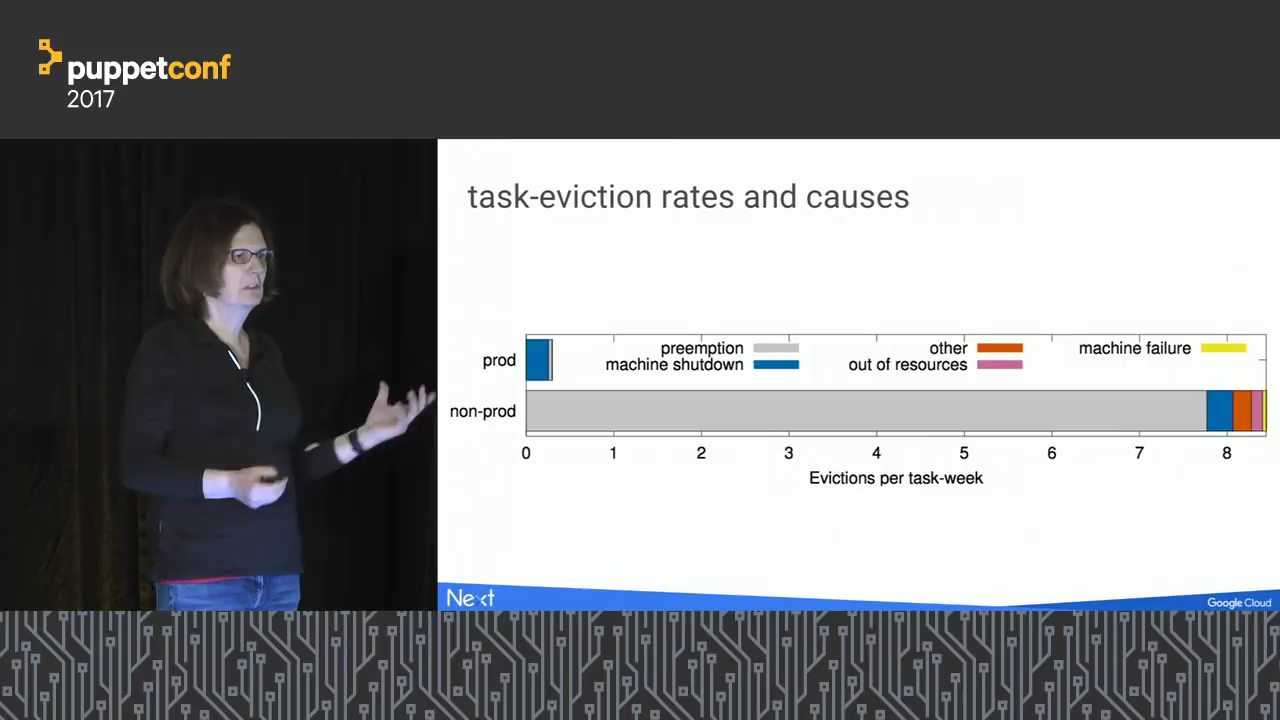 puppetconf
2017
task-eviction rates and causes
prod
preemption
other
machine failure
machine shutdown
out of resources
non-prod
0 1 2 3 4 5 6 7 8
Evictions per task-week
Next
Google Cloud